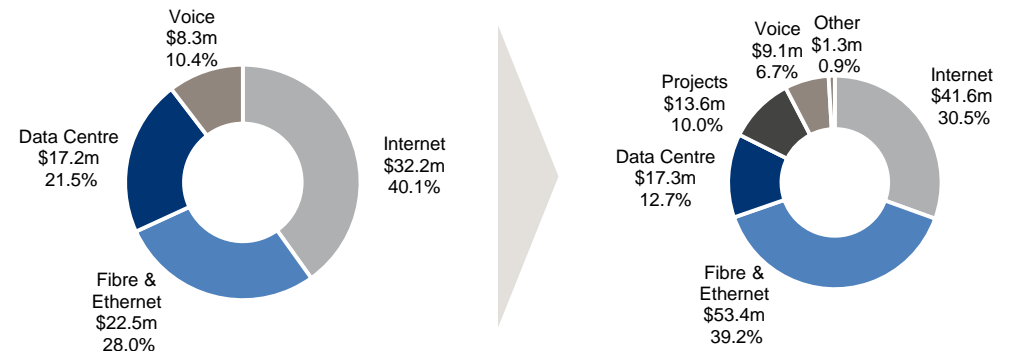 Voice
$8.3m
10.4%
Data Centre
$17.2m
21.5%
Internet
$32.2m
40.1%
Fibre &
Ethernet
$22.5m
28.0%
Voice
$9.1m
6.7%
Other
$1.3m
0.9%
Projects
$13.6m
10.0%
Internet
$41.6m
30.5%
Data Centre
$17.3m
12.7%
Fibre &
Ethernet
$53.4m
39.2%